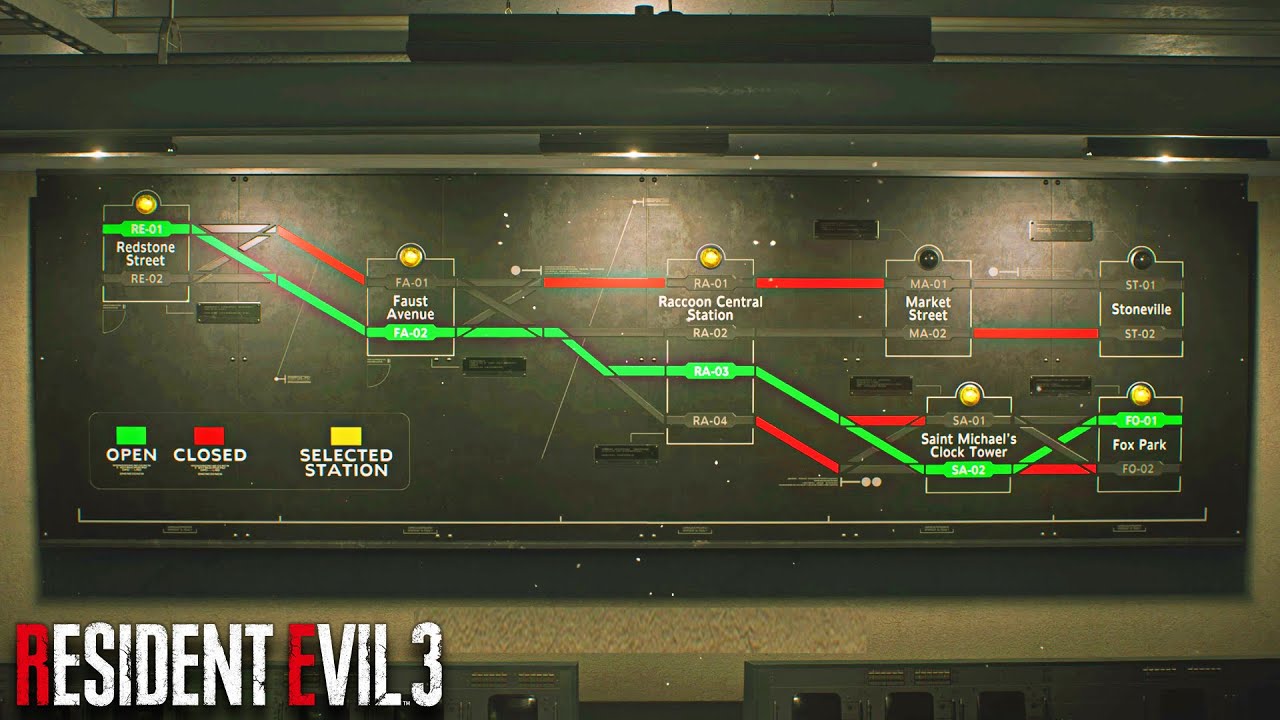 RE-01
Redstone
Street
RE-02
FA-01
Faust
Avenue
FA-02
RA-01
Raccoon Central
Station
RA-02
RA-03
RA-04
MA-01
Market
Street
MA-02
ST-01
Stoneville
ST-02
SA-01
Saint Michael's
Clock Tower
SA-02
FO-01
Fox Park
FO-02
OPEN
CLOSED
SELECTED
STATION
RESIDENT EVIL 3